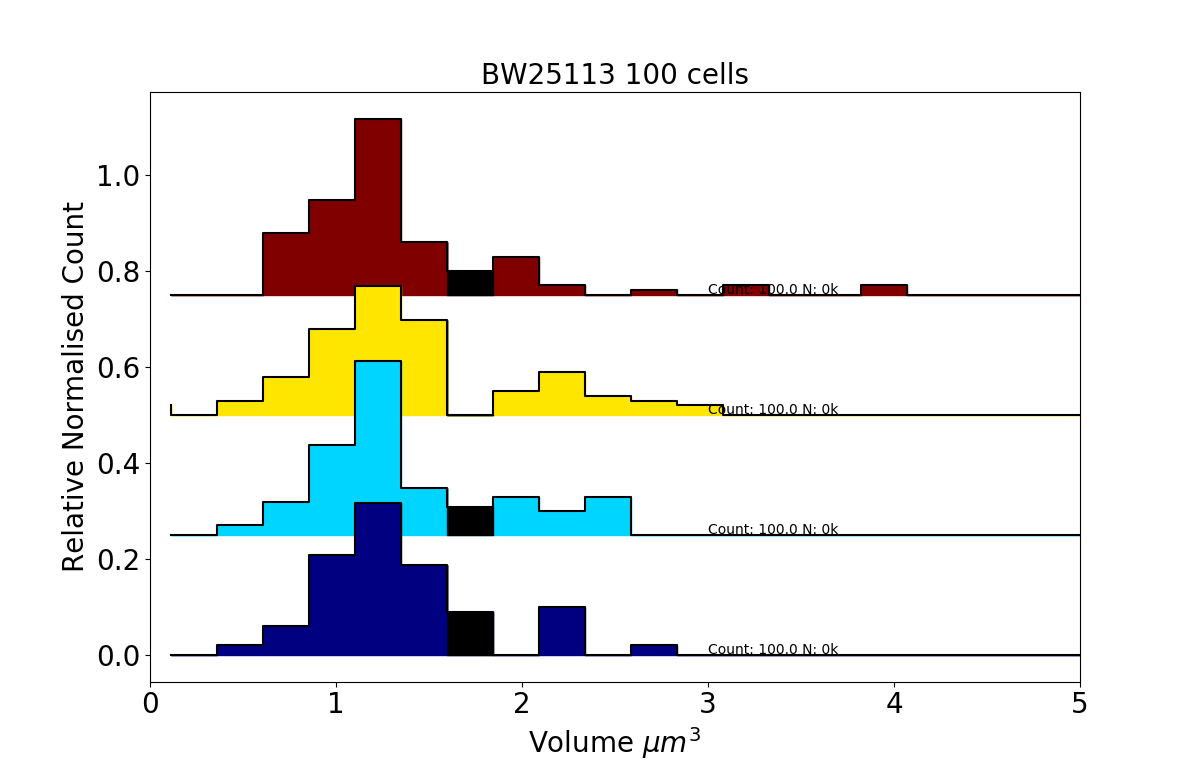 BW25113 100 cells
Relative Normalised Count
1.0
0.8
0.6
0.4
0.2
0.0
Count: 100.0 N: 0k
Count: 100.0 N: 0k
Count: 100.0 N: 0k
Count: 100.0 N: 0k
0 1 2 3 4 5
Volume μm³